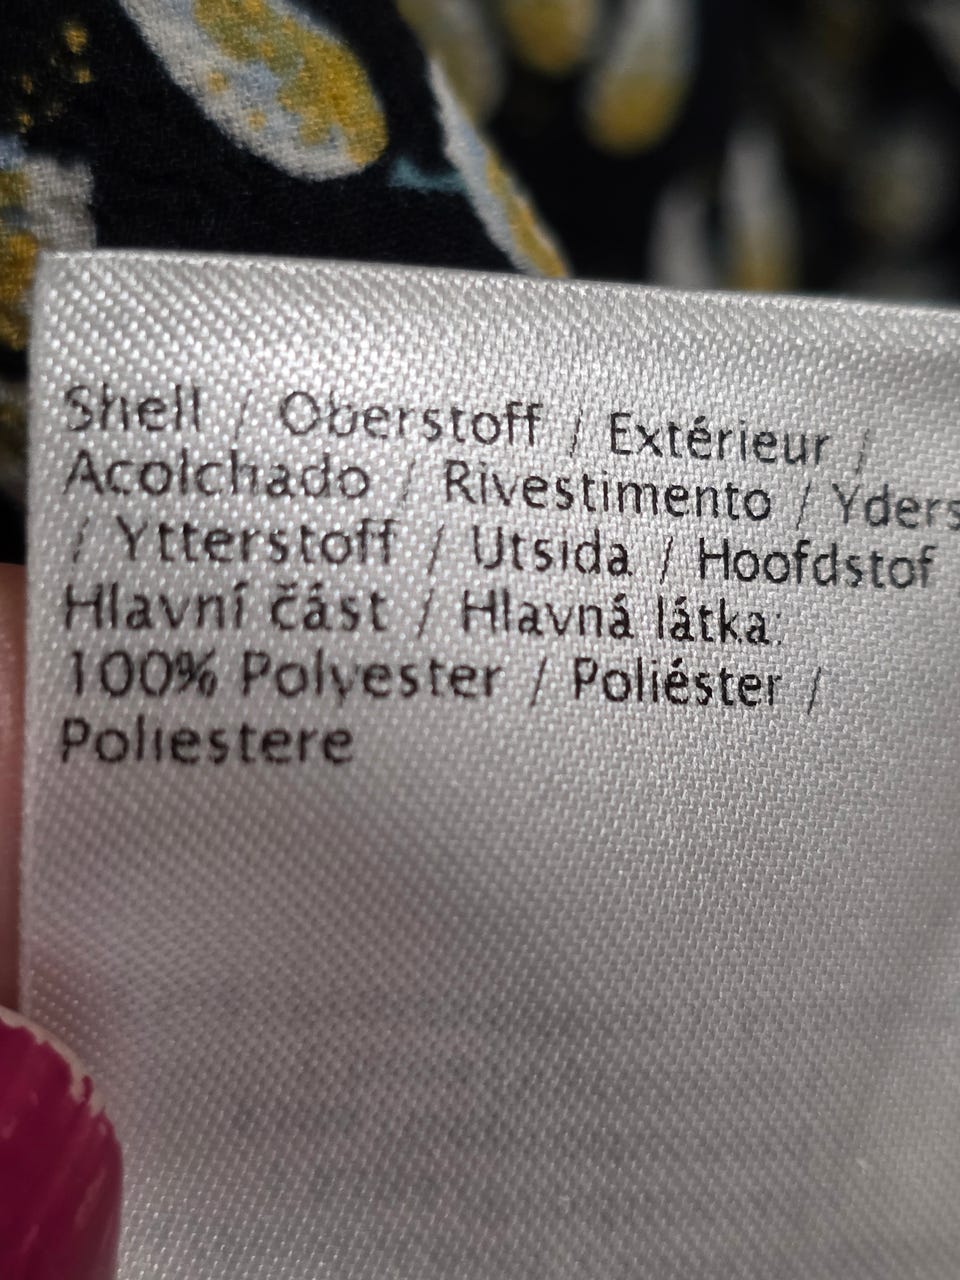 Shell / Oberstoff / Extérieur /
Acolchado / Rivestimento / Yders
/ Ytterstoff / Utsida / Hoofdstof
Hlavní část / Hlavná látka:
100% Polyester / Poliéster /
Poliestere